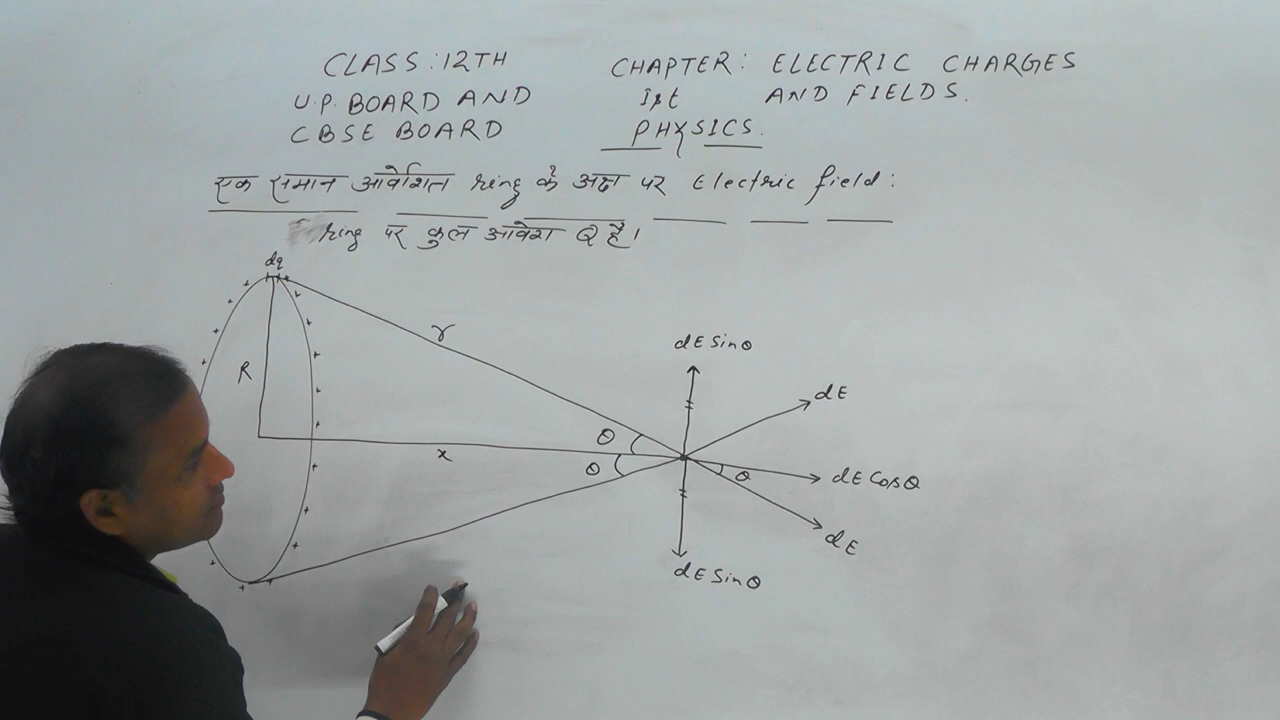 CLASS : 12TH
U.P. BOARD AND
CBSE BOARD
CHAPTER : ELECTRIC CHARGES
Ist AND FIELDS.
PHYSICS.
एक समान आवेशित ring के अक्ष पर Electric field :
ring पर कुल आवेश Q है।
dq
r
R
x
θ
θ
dE Sinθ
dE
dE Cosθ
θ
dE
dE Sinθ